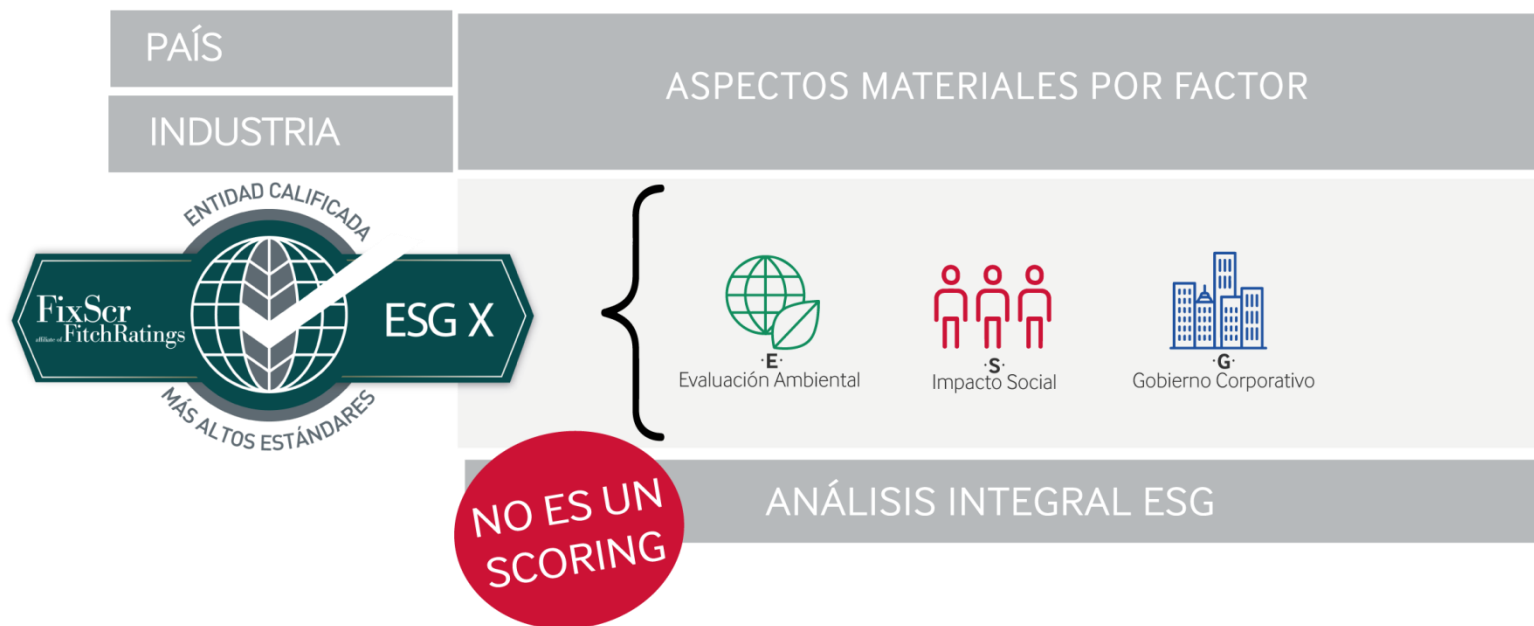 PAÍS
INDUSTRIA
ASPECTOS MATERIALES POR FACTOR
ENTIDAD CALIFICADA
FixScr
affiliate of FitchRatings
ESG X
MÁS ALTOS ESTÁNDARES
·E·
Evaluación Ambiental
·S·
Impacto Social
·G·
Gobierno Corporativo
NO ES UN
SCORING
ANÁLISIS INTEGRAL ESG